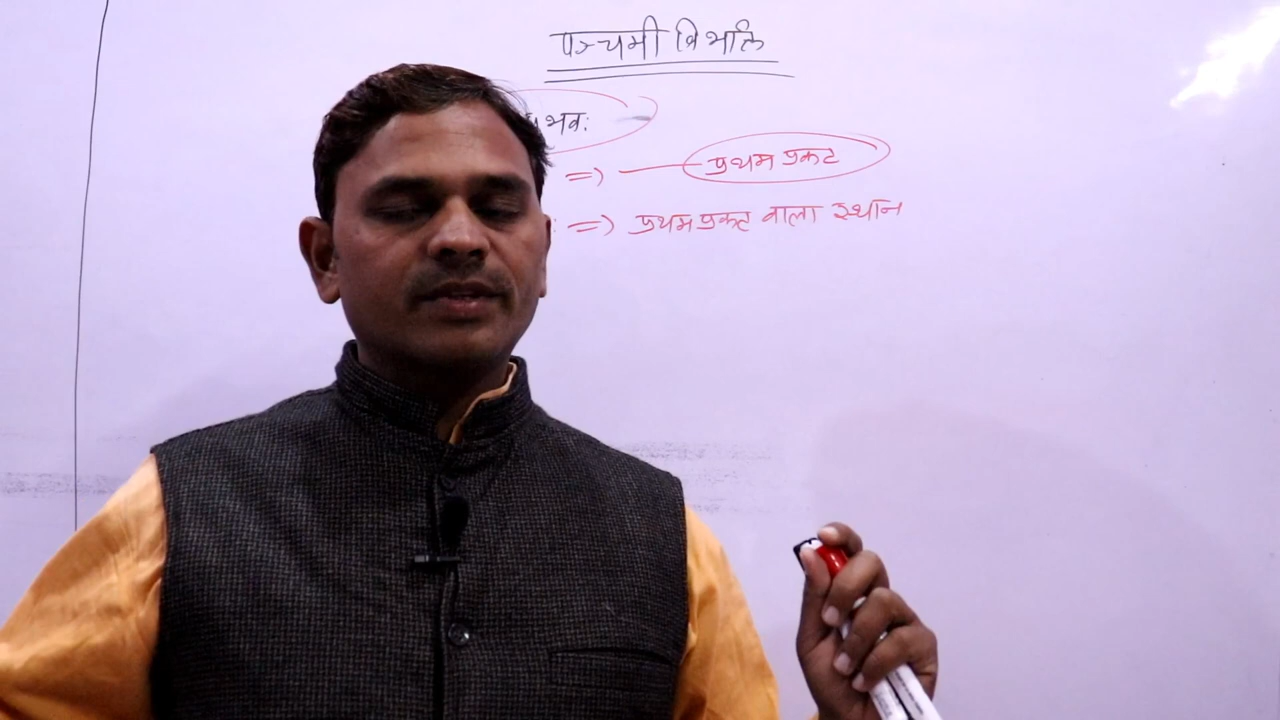 पञ्चमी विभक्ति
भवः
=> — प्रथम प्रकट
: => प्रथम प्रकट वाला स्थान